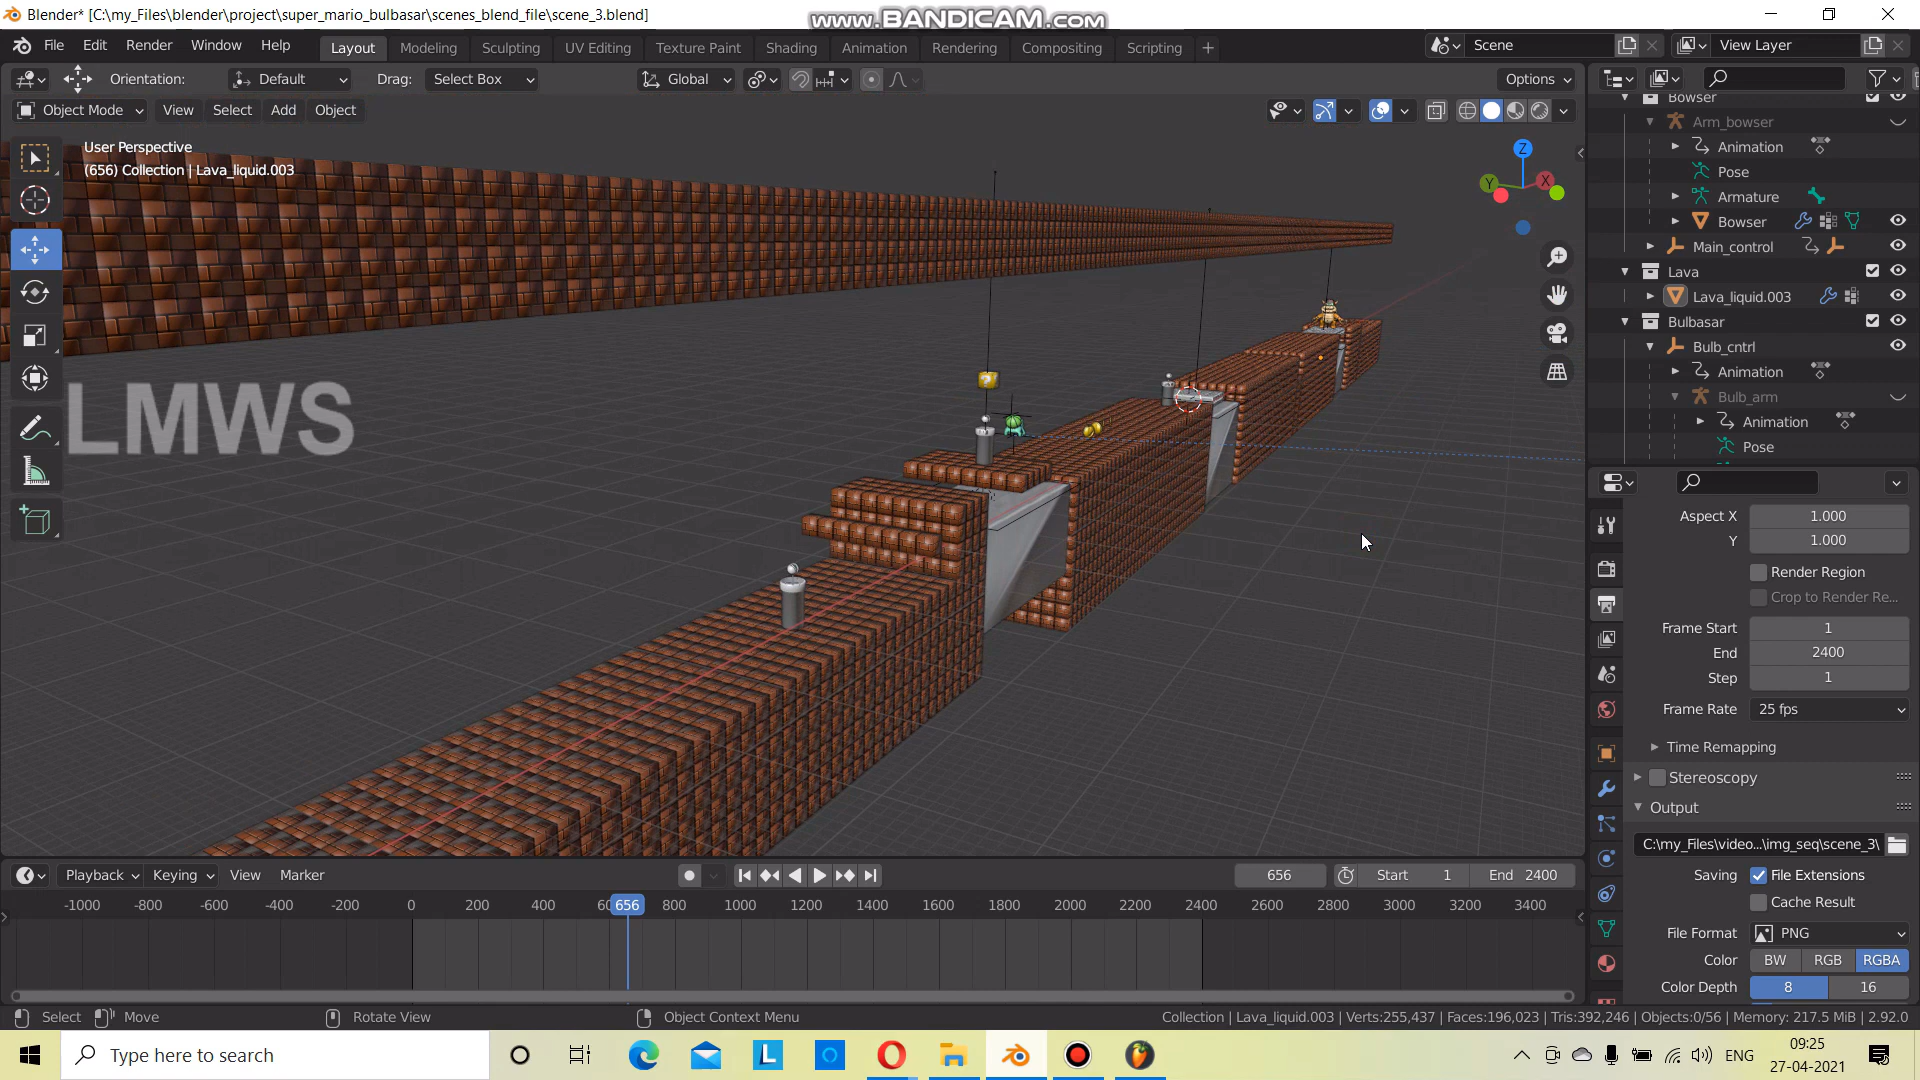 Blender* [C:\my_Files\blender\project\super_mario_bulbasar\scenes_blend_file\scene_3.blend]
www.BANDICAM.com
File Edit Render Window Help
Layout Modeling Sculpting UV Editing Texture Paint Shading Animation Rendering Compositing Scripting +
Scene
View Layer
Orientation: Default Drag: Select Box
Global
Options
Object Mode View Select Add Object
User Perspective
(656) Collection | Lava_liquid.003
Z
Y
X
LMWS
Bowser
Arm_bowser
Animation
Pose
Armature
Bowser
Main_control
Lava
Lava_liquid.003
Bulbasar
Bulb_cntrl
Animation
Bulb_arm
Animation
Pose
Aspect X 1.000
Y 1.000
Render Region
Crop to Render Re...
Frame Start 1
End 2400
Step 1
Frame Rate 25 fps
Time Remapping
Stereoscopy
Output
C:\my_Files\video...\img_seq\scene_3\
Saving File Extensions
Cache Result
File Format PNG
Color BW RGB RGBA
Color Depth 8 16
Playback Keying View Marker
656 Start 1 End 2400
-1000 -800 -600 -400 -200 0 200 400 656 800 1000 1200 1400 1600 1800 2000 2200 2400 2600 2800 3000 3200 3400
Select Move Rotate View Object Context Menu
Collection | Lava_liquid.003 | Verts:255,437 | Faces:196,023 | Tris:392,246 | Objects:0/56 | Memory: 217.5 MiB | 2.92.0
Type here to search
L
ENG
09:25
27-04-2021